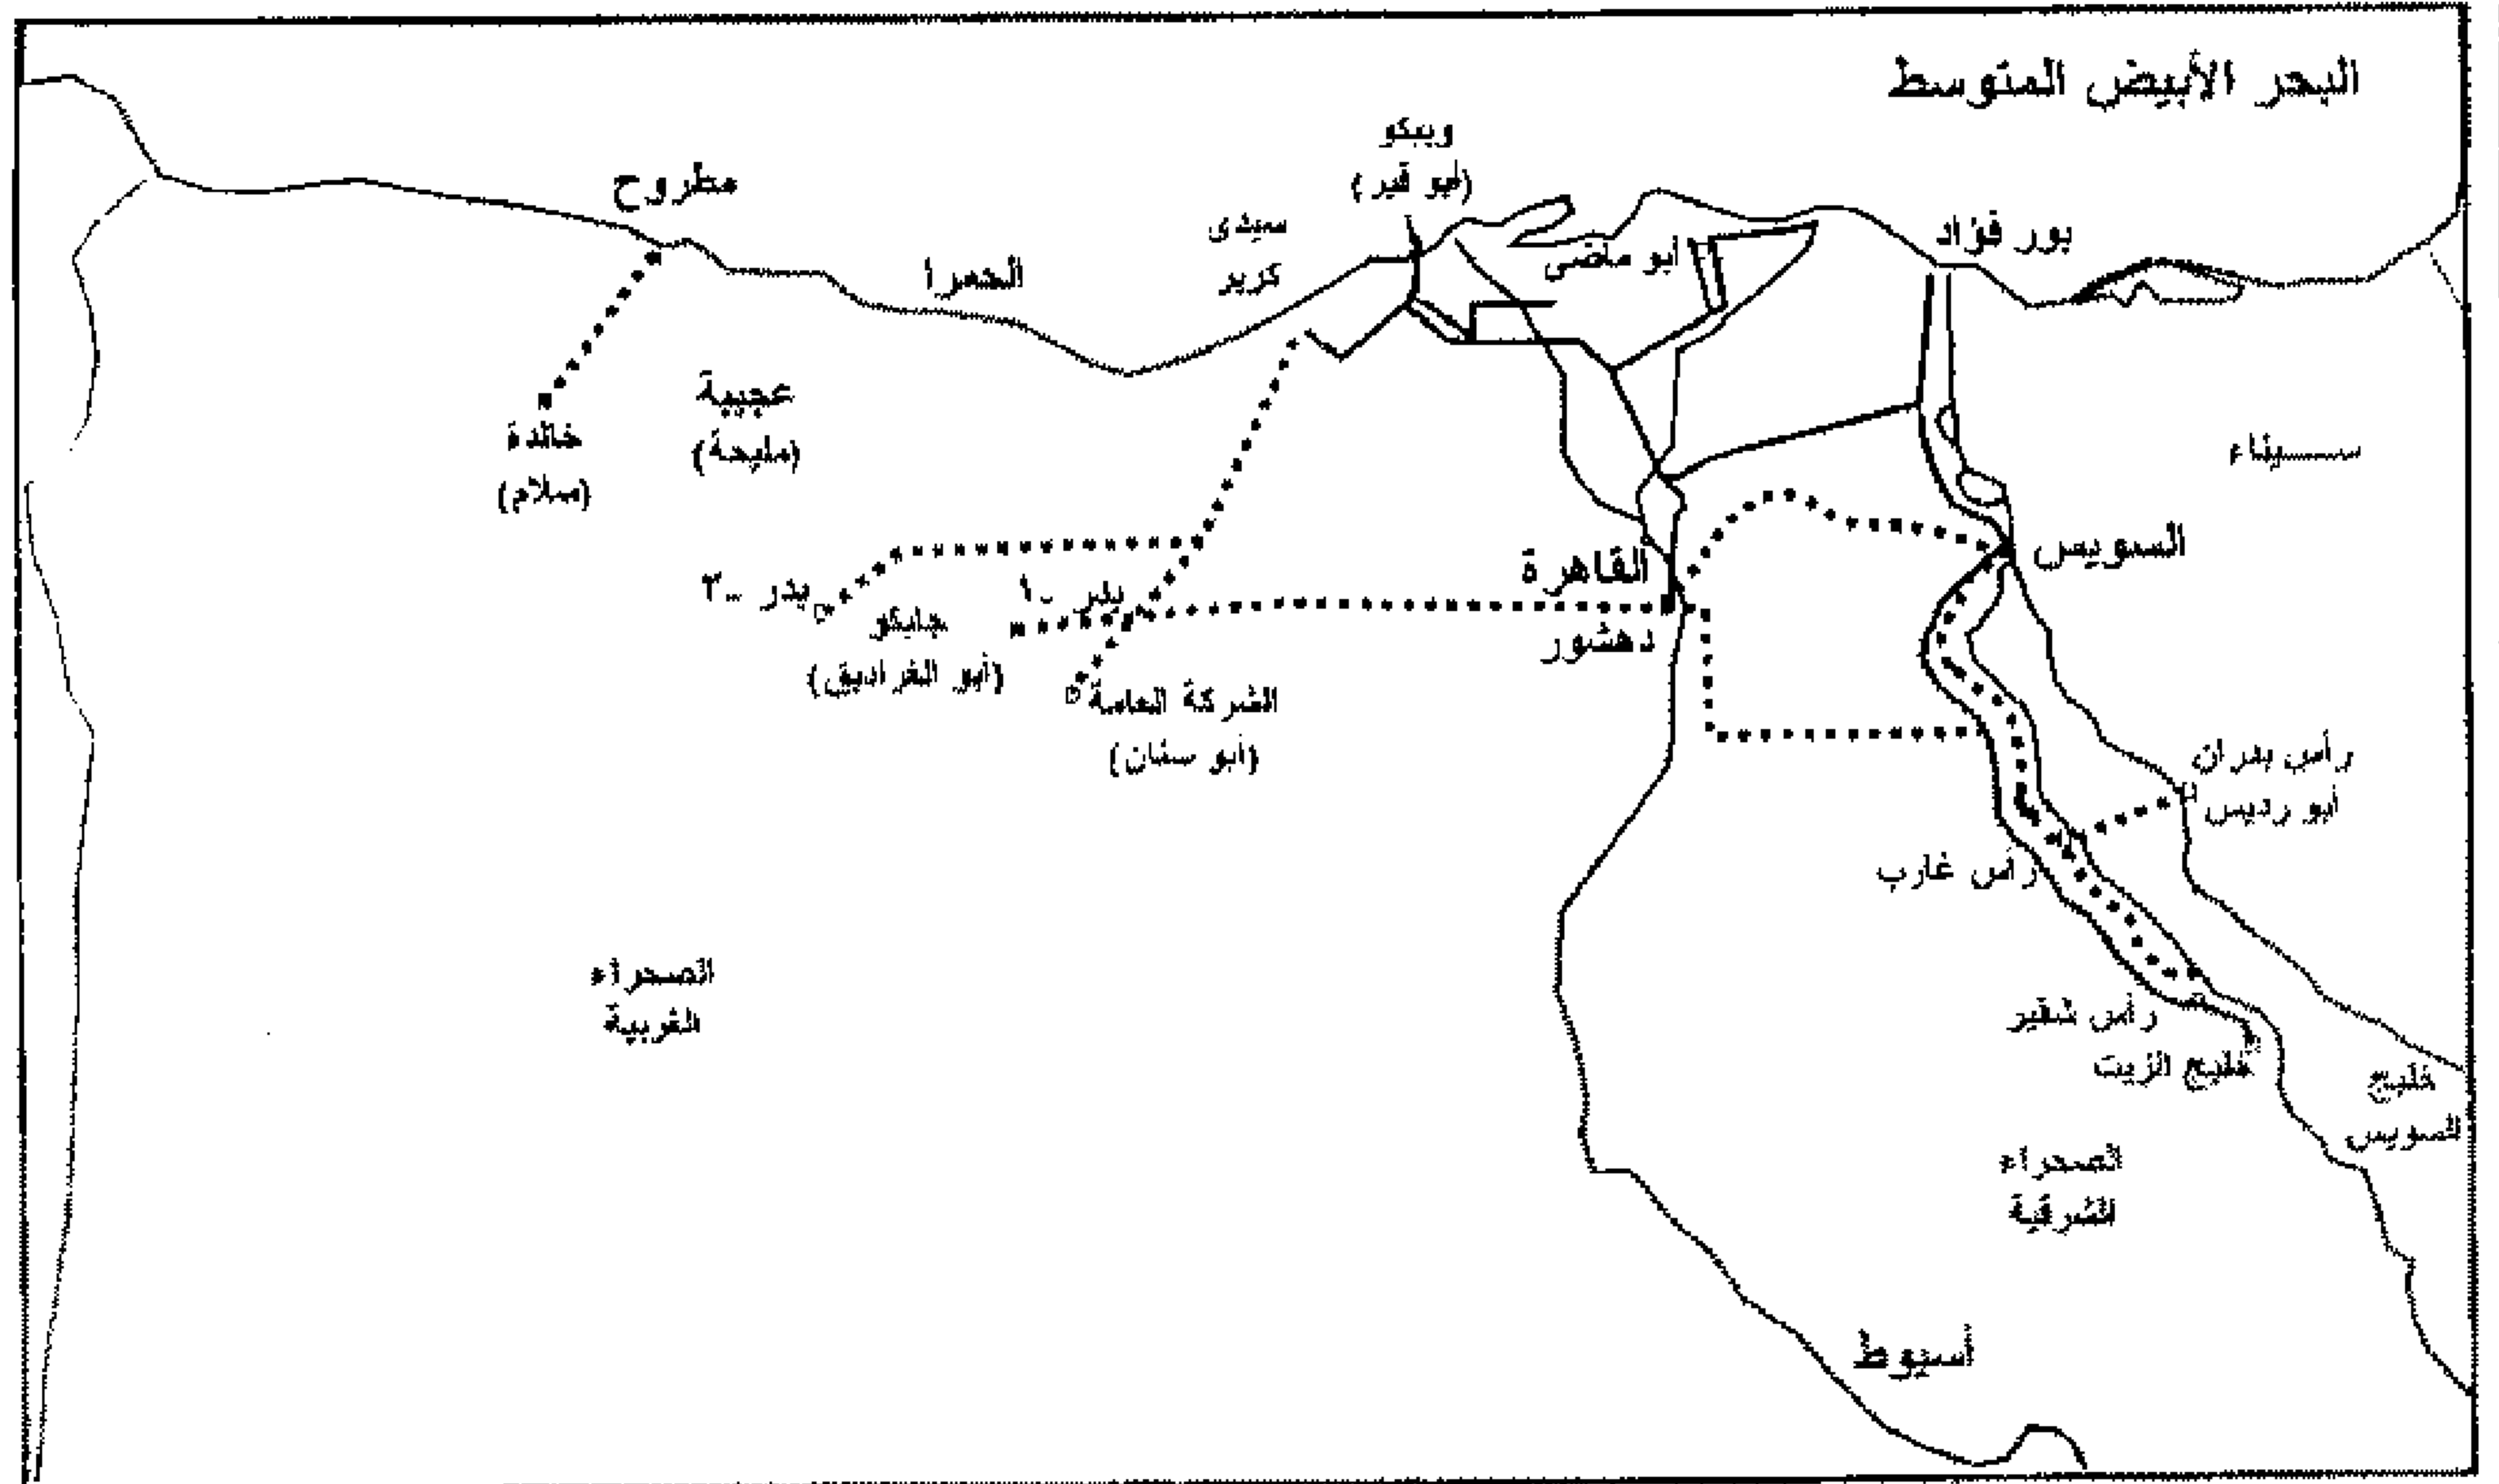 البحر الأبيض المتوسط
ويبكو
(أبو قير)
مطروح
سيدى
كرير
الحمرا
أبو ماضى
بور فؤاد
عجيبة
(مليحة)
خالدة
(سلام)
سيناء
السويس
القاهرة
دهشور
بدر -١
جابكو
(أبو الغراديق)
الشركة العامة
(أبو سنان)
رأس بدران
أبو رديس
رأس غارب
الصحراء
الغربية
رأس شقير
خليج الزيت
خليج
السويس
الصحراء
الشرقية
أسيوط